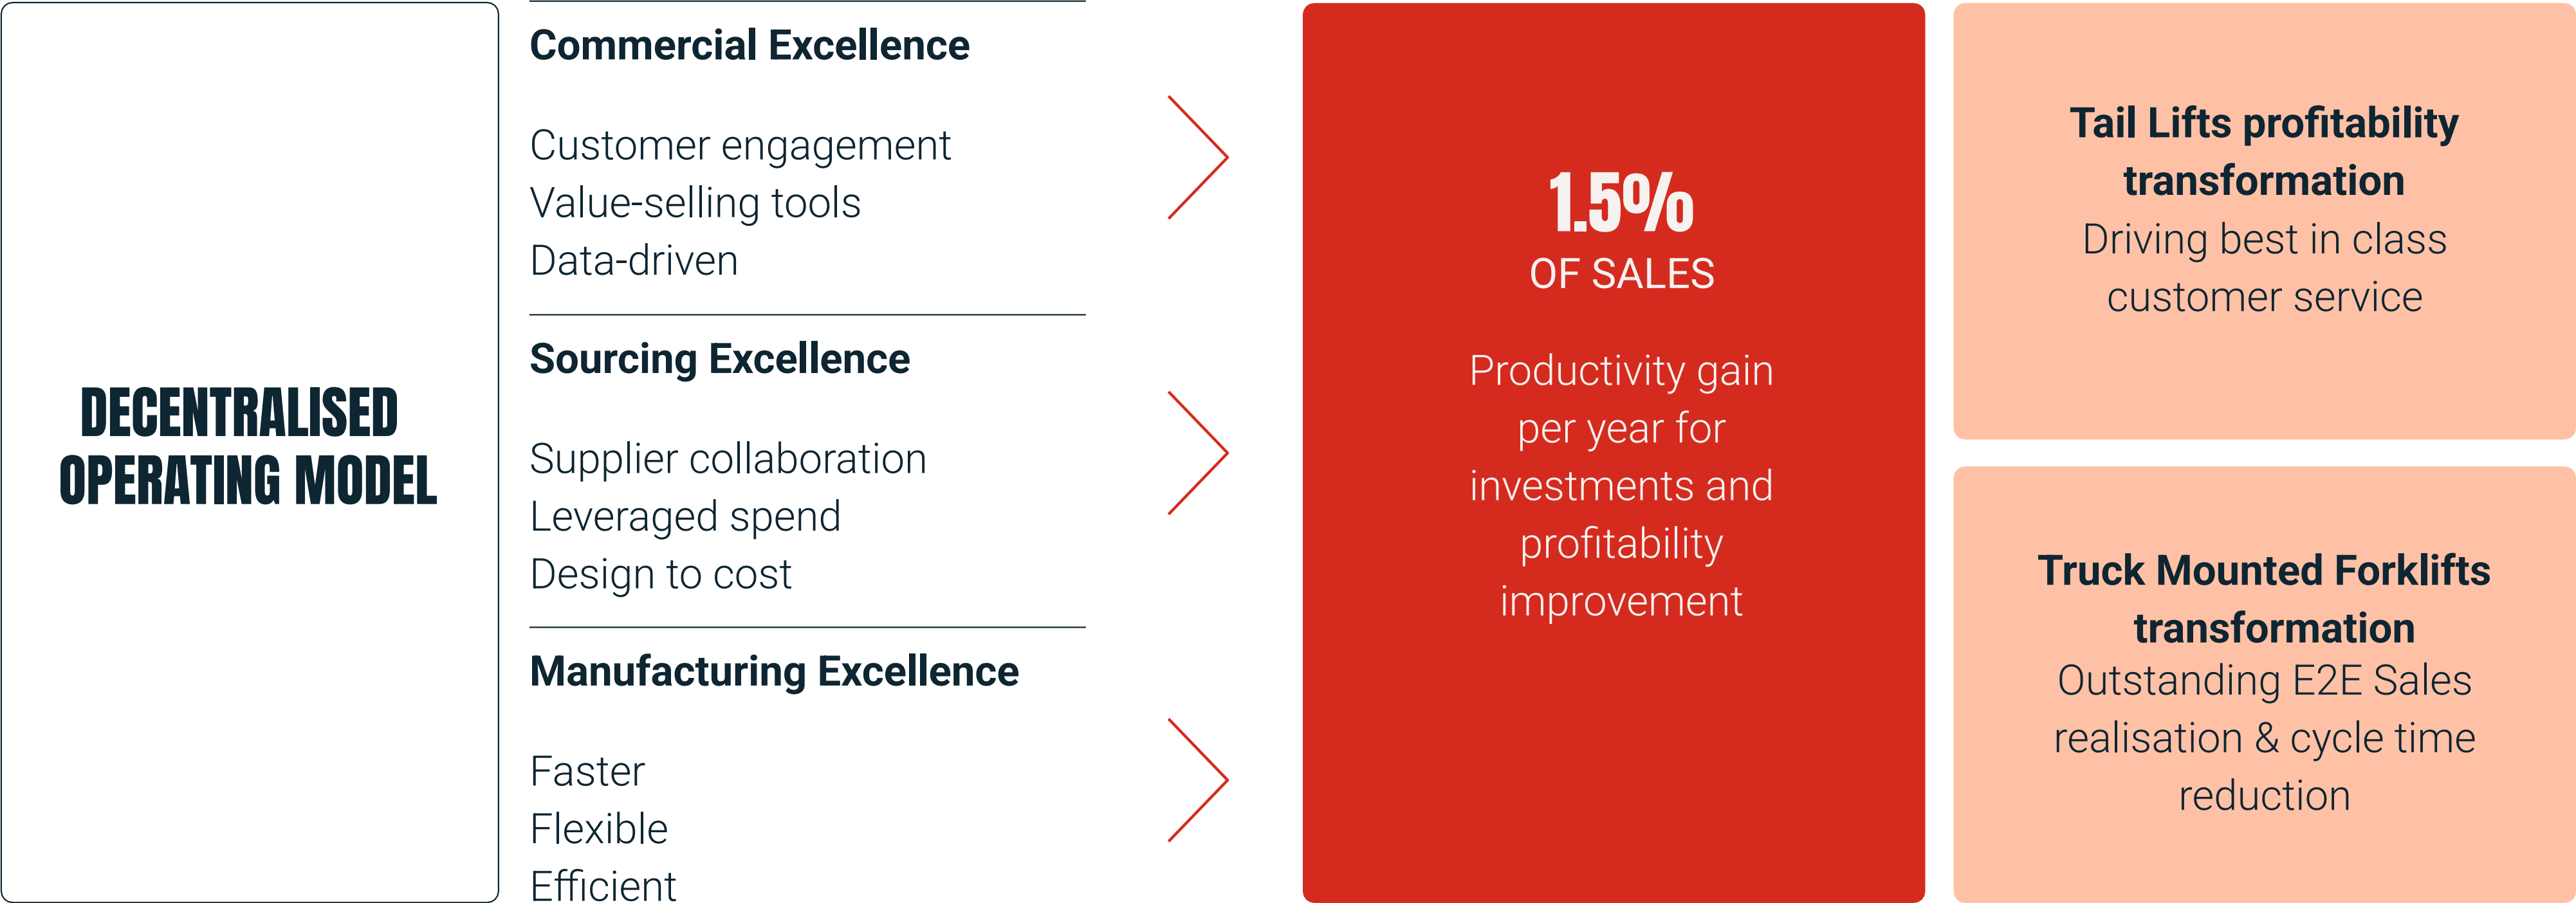 DECENTRALISED
OPERATING MODEL
Commercial Excellence
Customer engagement
Value-selling tools
Data-driven
Sourcing Excellence
Supplier collaboration
Leveraged spend
Design to cost
Manufacturing Excellence
Faster
Flexible
Efficient
1.5%
OF SALES
Productivity gain
per year for
investments and
profitability
improvement
Tail Lifts profitability
transformation
Driving best in class
customer service
Truck Mounted Forklifts
transformation
Outstanding E2E Sales
realisation & cycle time
reduction